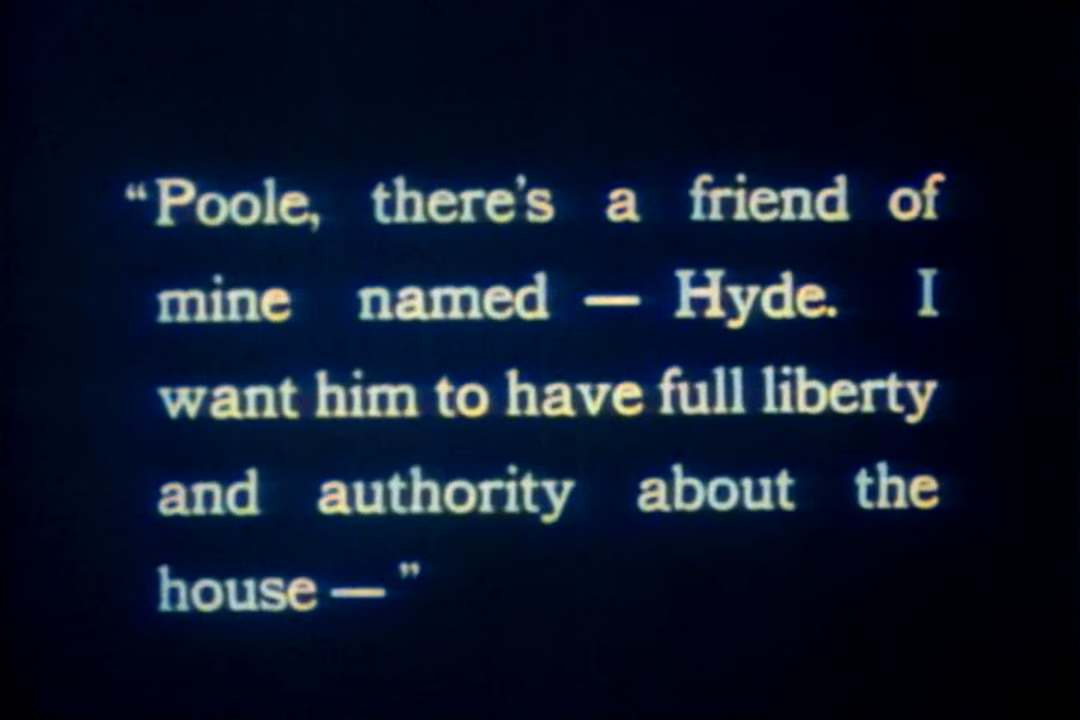 “Poole, there’s a friend of
mine named — Hyde. I
want him to have full liberty
and authority about the
house — ”